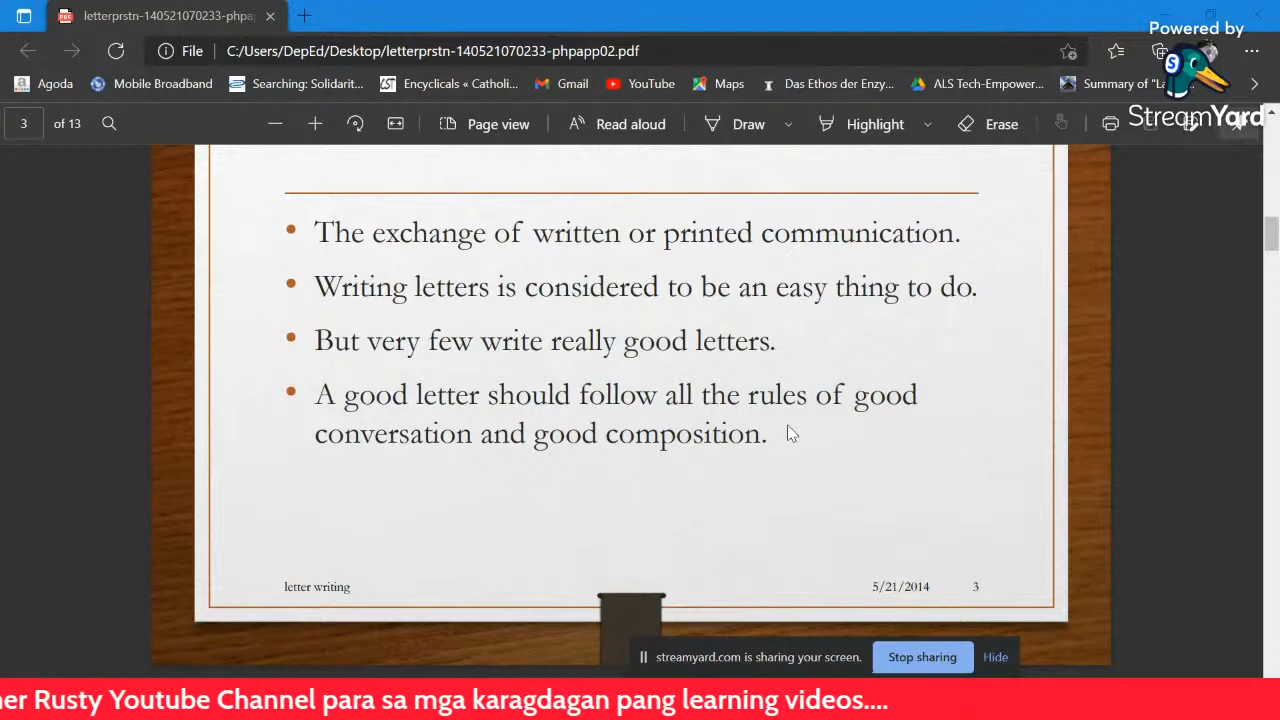 letterprstn-140521070233-phpap
Powered by
File
C:/Users/DepEd/Desktop/letterprstn-140521070233-phpapp02.pdf
Agoda
Mobile Broadband
Searching: Solidarit...
Encyclicals | Catholi...
Gmail
YouTube
Maps
Das Ethos der Enzy...
ALS Tech-Empower...
Summary of "La
StreamYard
3
of 13
Page view
Read aloud
Draw
Highlight
Erase
• The exchange of written or printed communication.
• Writing letters is considered to be an easy thing to do.
• But very few write really good letters.
• A good letter should follow all the rules of good
conversation and good composition.
letter writing
5/21/2014
3
streamyard.com is sharing your screen.
Stop sharing
Hide
Rusty Youtube Channel para sa mga karagdagan pang learning videos....